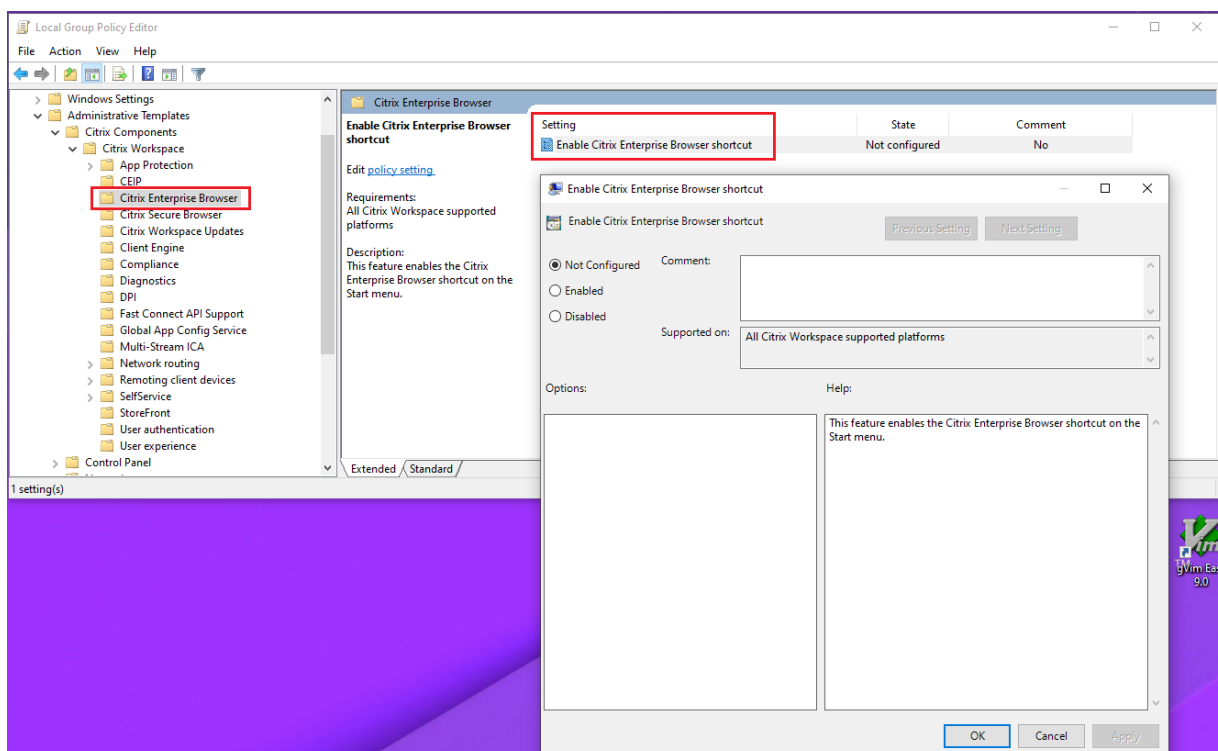 Local Group Policy Editor
File Action View Help
Windows Settings
Administrative Templates
Citrix Components
Citrix Workspace
App Protection
CEIP
Citrix Enterprise Browser
Citrix Secure Browser
Citrix Workspace Updates
Client Engine
Compliance
Diagnostics
DPI
Fast Connect API Support
Global App Config Service
Multi-Stream ICA
Network routing
Remoting client devices
SelfService
StoreFront
User authentication
User experience
Control Panel
1 setting(s)
Citrix Enterprise Browser
Enable Citrix Enterprise Browser
shortcut
Edit policy setting
Requirements:
All Citrix Workspace supported
platforms
Description:
This feature enables the Citrix
Enterprise Browser shortcut on the
Start menu.
Extended Standard
Setting State Comment
Enable Citrix Enterprise Browser shortcut Not configured No
Enable Citrix Enterprise Browser shortcut
Enable Citrix Enterprise Browser shortcut
Previous Setting Next Setting
Not Configured
Enabled
Disabled
Comment:
Supported on:
All Citrix Workspace supported platforms
Options:
Help:
This feature enables the Citrix Enterprise Browser shortcut on the
Start menu.
OK Cancel Apply
Vim
gVim Eas
9.0